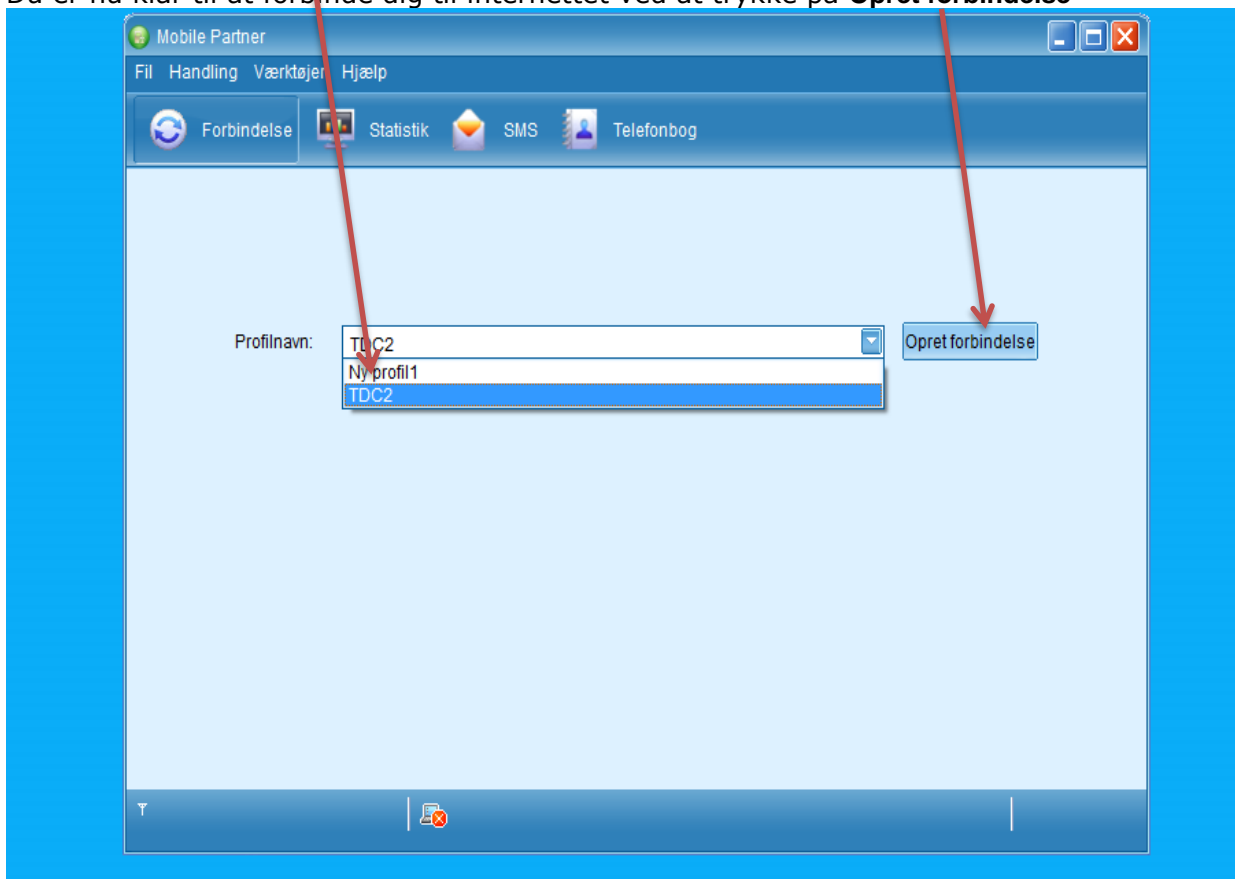 Du er nu klar til at forbinde dig til internettet ved at trykke på Opret forbindelse
Mobile Partner
Fil Handling Værktøjer Hjælp
Forbindelse Statistik SMS Telefonbog
Profilnavn: TDC2 Opret forbindelse
Ny profil1
TDC2